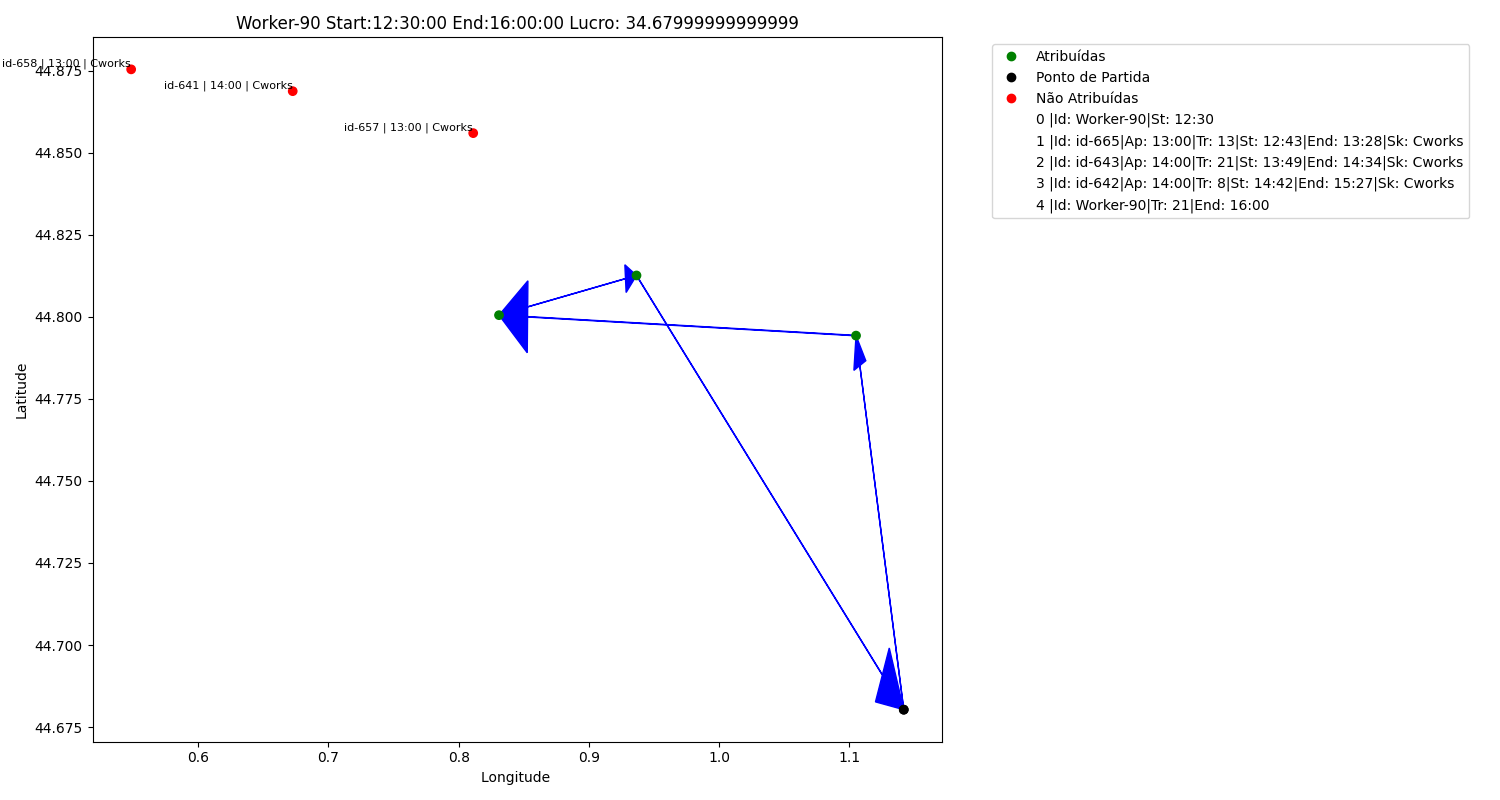 Worker-90 Start:12:30:00 End:16:00:00 Lucro: 34.67999999999999
id-658 | 13:00 | Cworks
id-641 | 14:00 | Cworks
id-657 | 13:00 | Cworks
44.875
44.850
44.825
44.800
44.775
44.750
44.725
44.700
44.675
Latitude
0.6 0.7 0.8 0.9 1.0 1.1
Longitude
Atribuídas
Ponto de Partida
Não Atribuídas
0 |Id: Worker-90|St: 12:30
1 |Id: id-665|Ap: 13:00|Tr: 13|St: 12:43|End: 13:28|Sk: Cworks
2 |Id: id-643|Ap: 14:00|Tr: 21|St: 13:49|End: 14:34|Sk: Cworks
3 |Id: id-642|Ap: 14:00|Tr: 8|St: 14:42|End: 15:27|Sk: Cworks
4 |Id: Worker-90|Tr: 21|End: 16:00